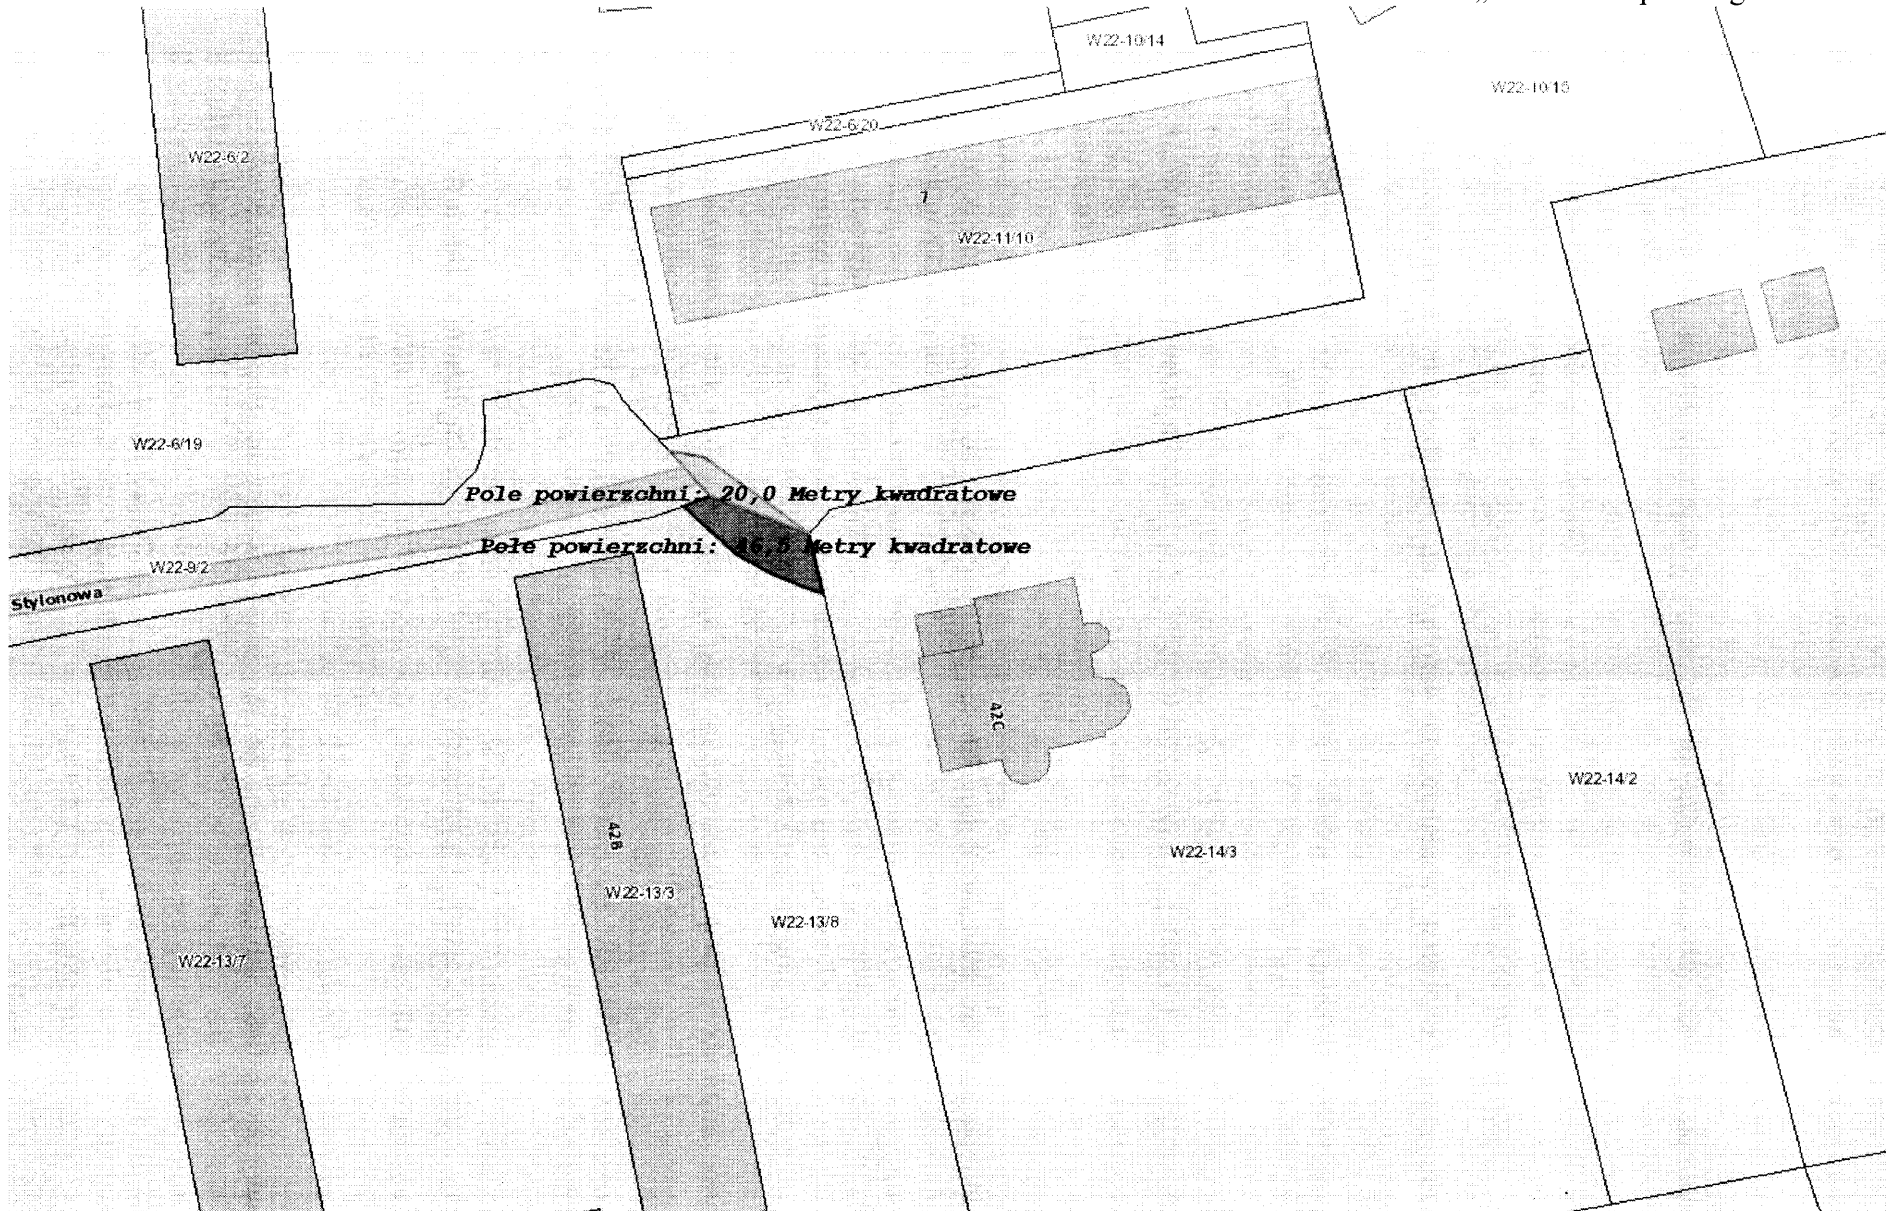 W22-10/14
W22-10/15
W22-6/20
W22-6/2
7
W22-11/10
W22-6/19
Pole powierzchni: 20,0 Metry kwadratowe
Pole powierzchni: 46,5 Metry kwadratowe
W22-9/2
Stylonowa
42C
W22-14/2
42B
W22-14/3
W22-13/3
W22-13/8
W22-13/7